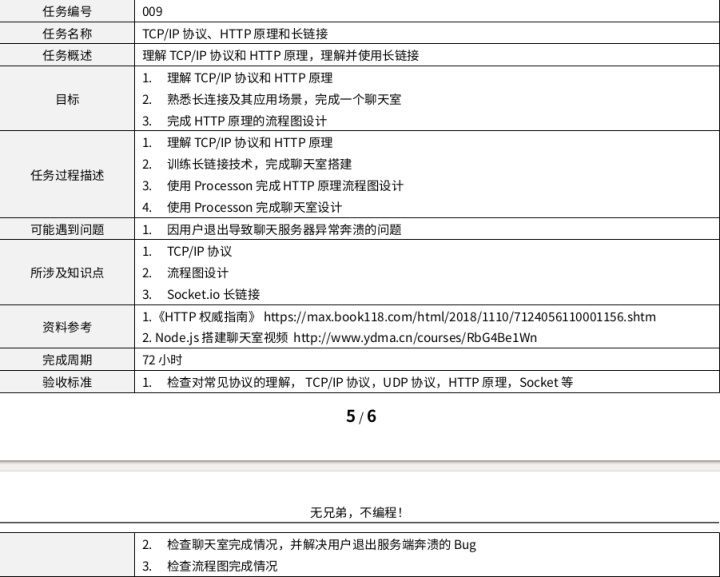 任务编号 009
任务名称 TCP/IP 协议、HTTP 原理和长链接
任务概述 理解 TCP/IP 协议和 HTTP 原理，理解并使用长链接
目标
1. 理解 TCP/IP 协议和 HTTP 原理
2. 熟悉长连接及其应用场景，完成一个聊天室
3. 完成 HTTP 原理的流程图设计
任务过程描述
1. 理解 TCP/IP 协议和 HTTP 原理
2. 训练长链接技术，完成聊天室搭建
3. 使用 Processon 完成 HTTP 原理流程图设计
4. 使用 Processon 完成聊天室设计
可能遇到问题 1. 因用户退出导致聊天服务器异常奔溃的问题
所涉及知识点
1. TCP/IP 协议
2. 流程图设计
3. Socket.io 长链接
资料参考
1.《HTTP 权威指南》 https://max.book118.com/html/2018/1110/7124056110001156.shtm
2. Node.js 搭建聊天室视频 http://www.ydma.cn/courses/RbG4Be1Wn
完成周期 72 小时
验收标准 1. 检查对常见协议的理解， TCP/IP 协议，UDP 协议，HTTP 原理，Socket 等
5 / 6
无兄弟，不编程！
2. 检查聊天室完成情况，并解决用户退出服务端奔溃的 Bug
3. 检查流程图完成情况